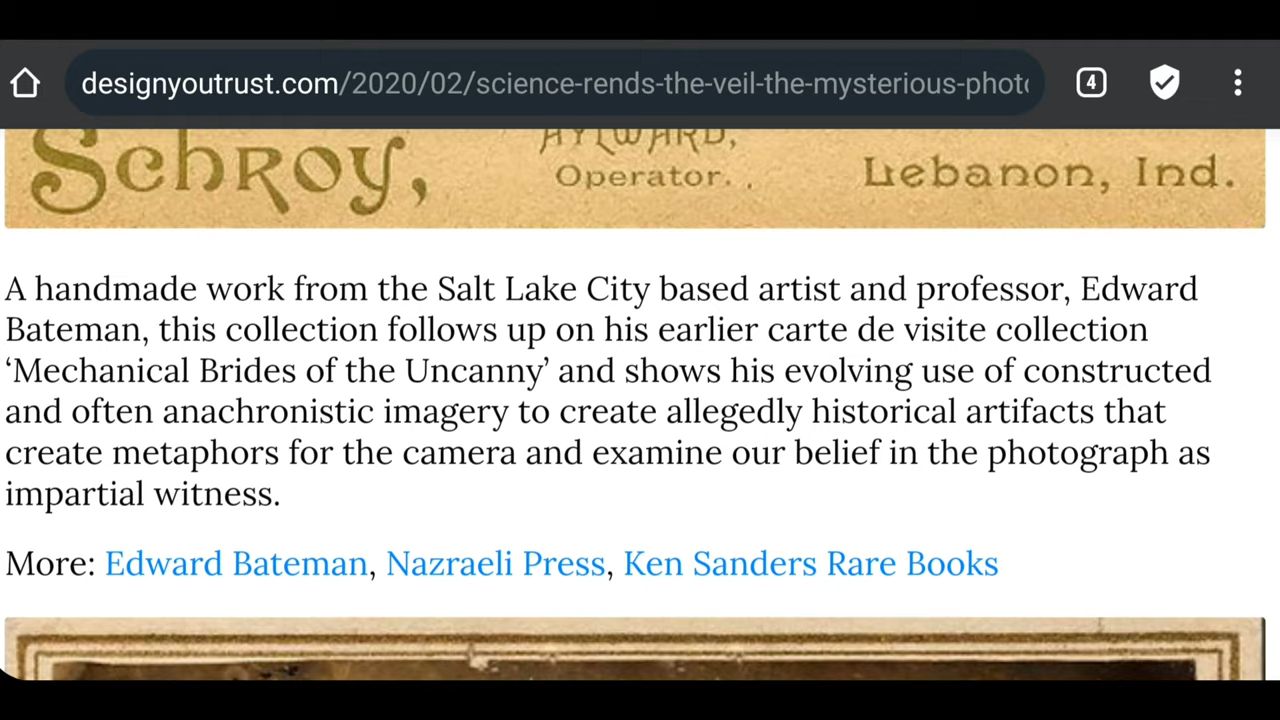 designyoutrust.com/2020/02/science-rends-the-veil-the-mysterious-phot
4
Schroy,
AYLWARD,
Operator. .
Lebanon, Ind.
A handmade work from the Salt Lake City based artist and professor, Edward
Bateman, this collection follows up on his earlier carte de visite collection
‘Mechanical Brides of the Uncanny’ and shows his evolving use of constructed
and often anachronistic imagery to create allegedly historical artifacts that
create metaphors for the camera and examine our belief in the photograph as
impartial witness.
More: Edward Bateman, Nazraeli Press, Ken Sanders Rare Books